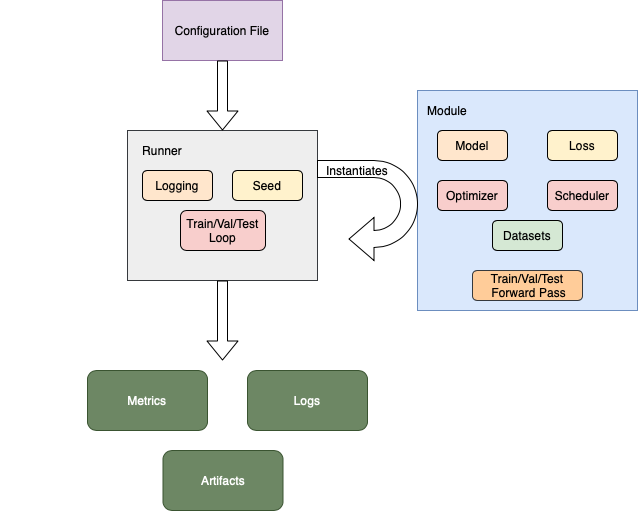 Configuration File
Runner
Logging
Seed
Train/Val/Test
Loop
Instantiates
Module
Model
Loss
Optimizer
Scheduler
Datasets
Train/Val/Test
Forward Pass
Metrics
Logs
Artifacts